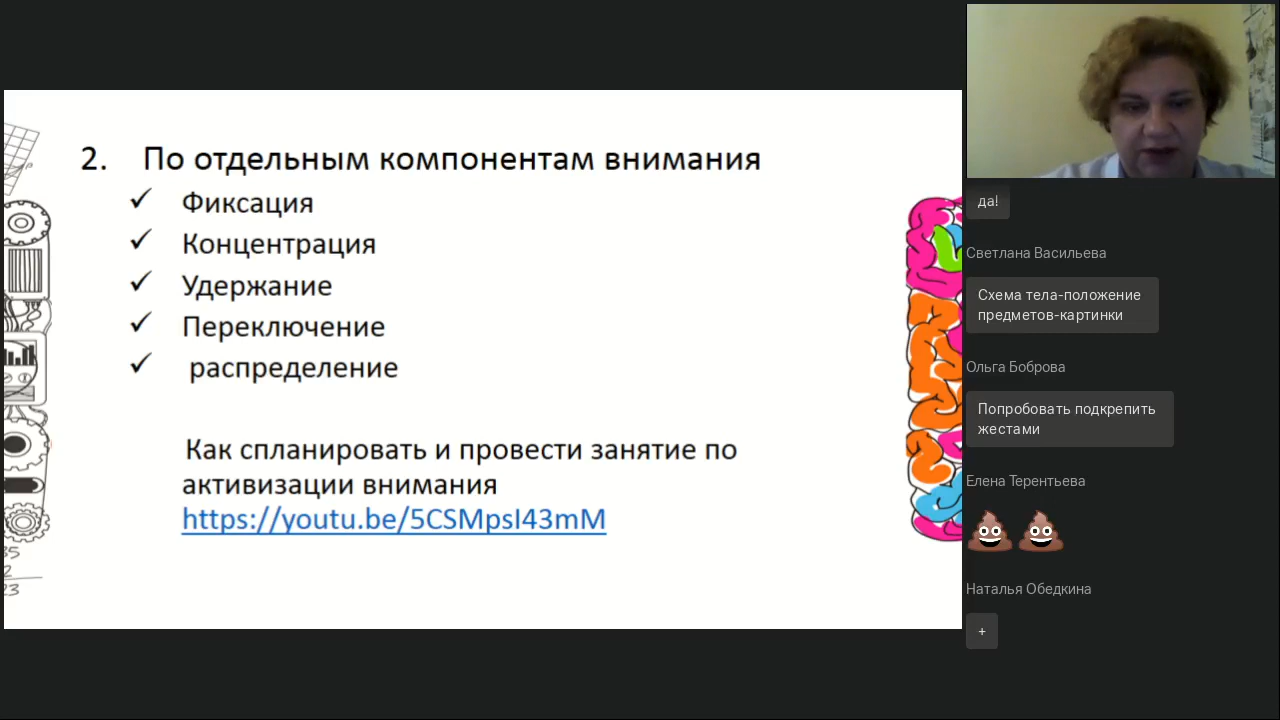 2. По отдельным компонентам внимания
✓ Фиксация
✓ Концентрация
✓ Удержание
✓ Переключение
✓ распределение
Как спланировать и провести занятие по
активизации внимания
https://youtu.be/5CSMpsI43mM
да!
Светлана Васильева
Схема тела-положение
предметов-картинки
Ольга Боброва
Попробовать подкрепить
жестами
Елена Терентьева
💩💩
Наталья Обедкина
+